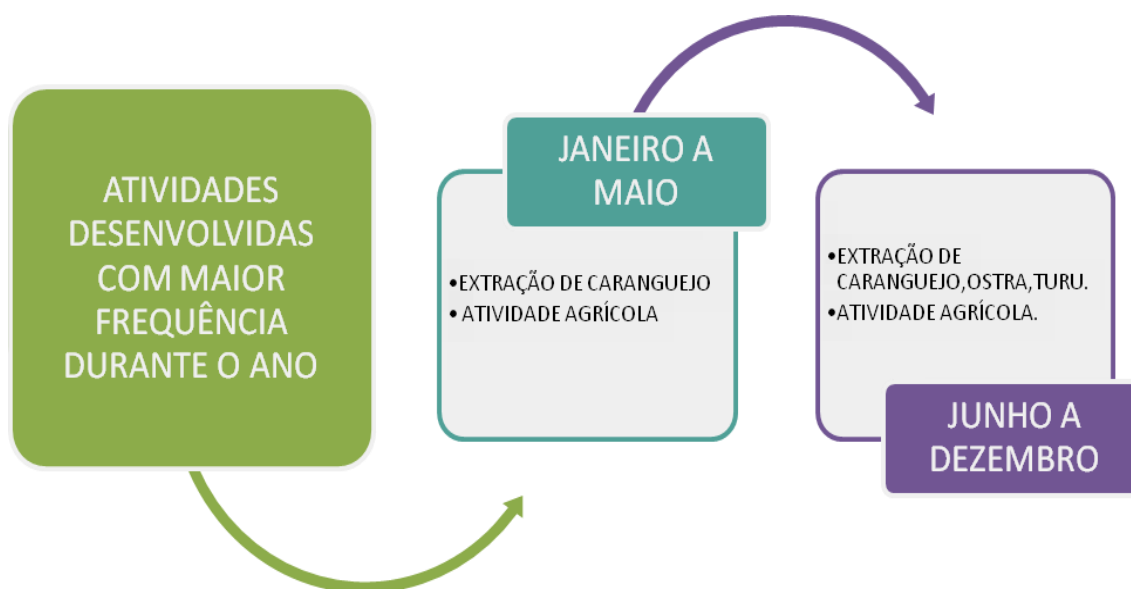 ATIVIDADES
DESENVOLVIDAS
COM MAIOR
FREQUÊNCIA
DURANTE O ANO
JANEIRO A
MAIO
•EXTRAÇÃO DE CARANGUEJO
• ATIVIDADE AGRÍCOLA
•EXTRAÇÃO DE
CARANGUEJO,OSTRA,TURU.
•ATIVIDADE AGRÍCOLA.
JUNHO A
DEZEMBRO